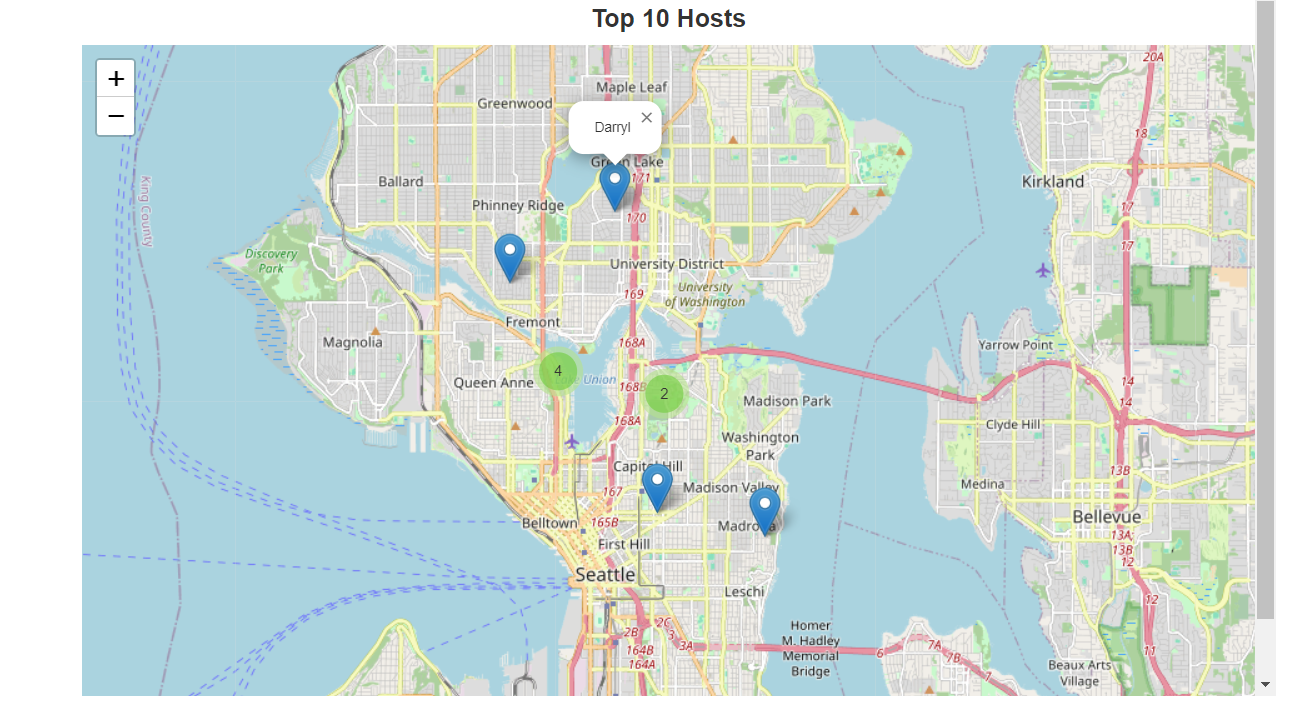 Top 10 Hosts
+
−
20A
Maple Leaf
Greenwood
×
Darryl
18
Green Lake
171
Ballard
Kirkland
King County
Phinney Ridge
17
170
17
Discovery
Park
University District
University
of Washington
169
Fremont
Magnolia
168A
Yarrow Point
4
Queen Anne
Lake Union
168B
2
14
14
Madison Park
168A
Clyde Hill
Washington
Park
Capitol Hill
13B
Madison Valley
Medina
167
Belltown
165B
Madrona
Bellevue
13A
First Hill
13B
12
Seattle
Leschi
12
2C
Homer
M. Hadley
Memorial
Bridge
2B
3
3A
164B
164A
6
7A
7B
7
11
Beaux Arts
Village